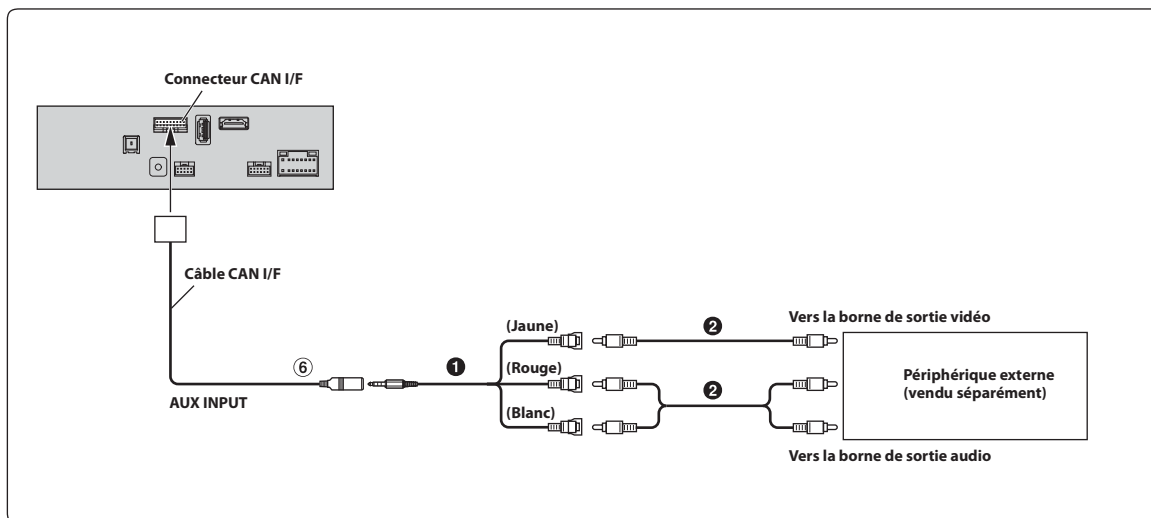 Connecteur CAN I/F
Câble CAN I/F
⑥
AUX INPUT
❶
(Jaune)
(Rouge)
(Blanc)
❷
❷
Vers la borne de sortie vidéo
Périphérique externe
(vendu séparément)
Vers la borne de sortie audio